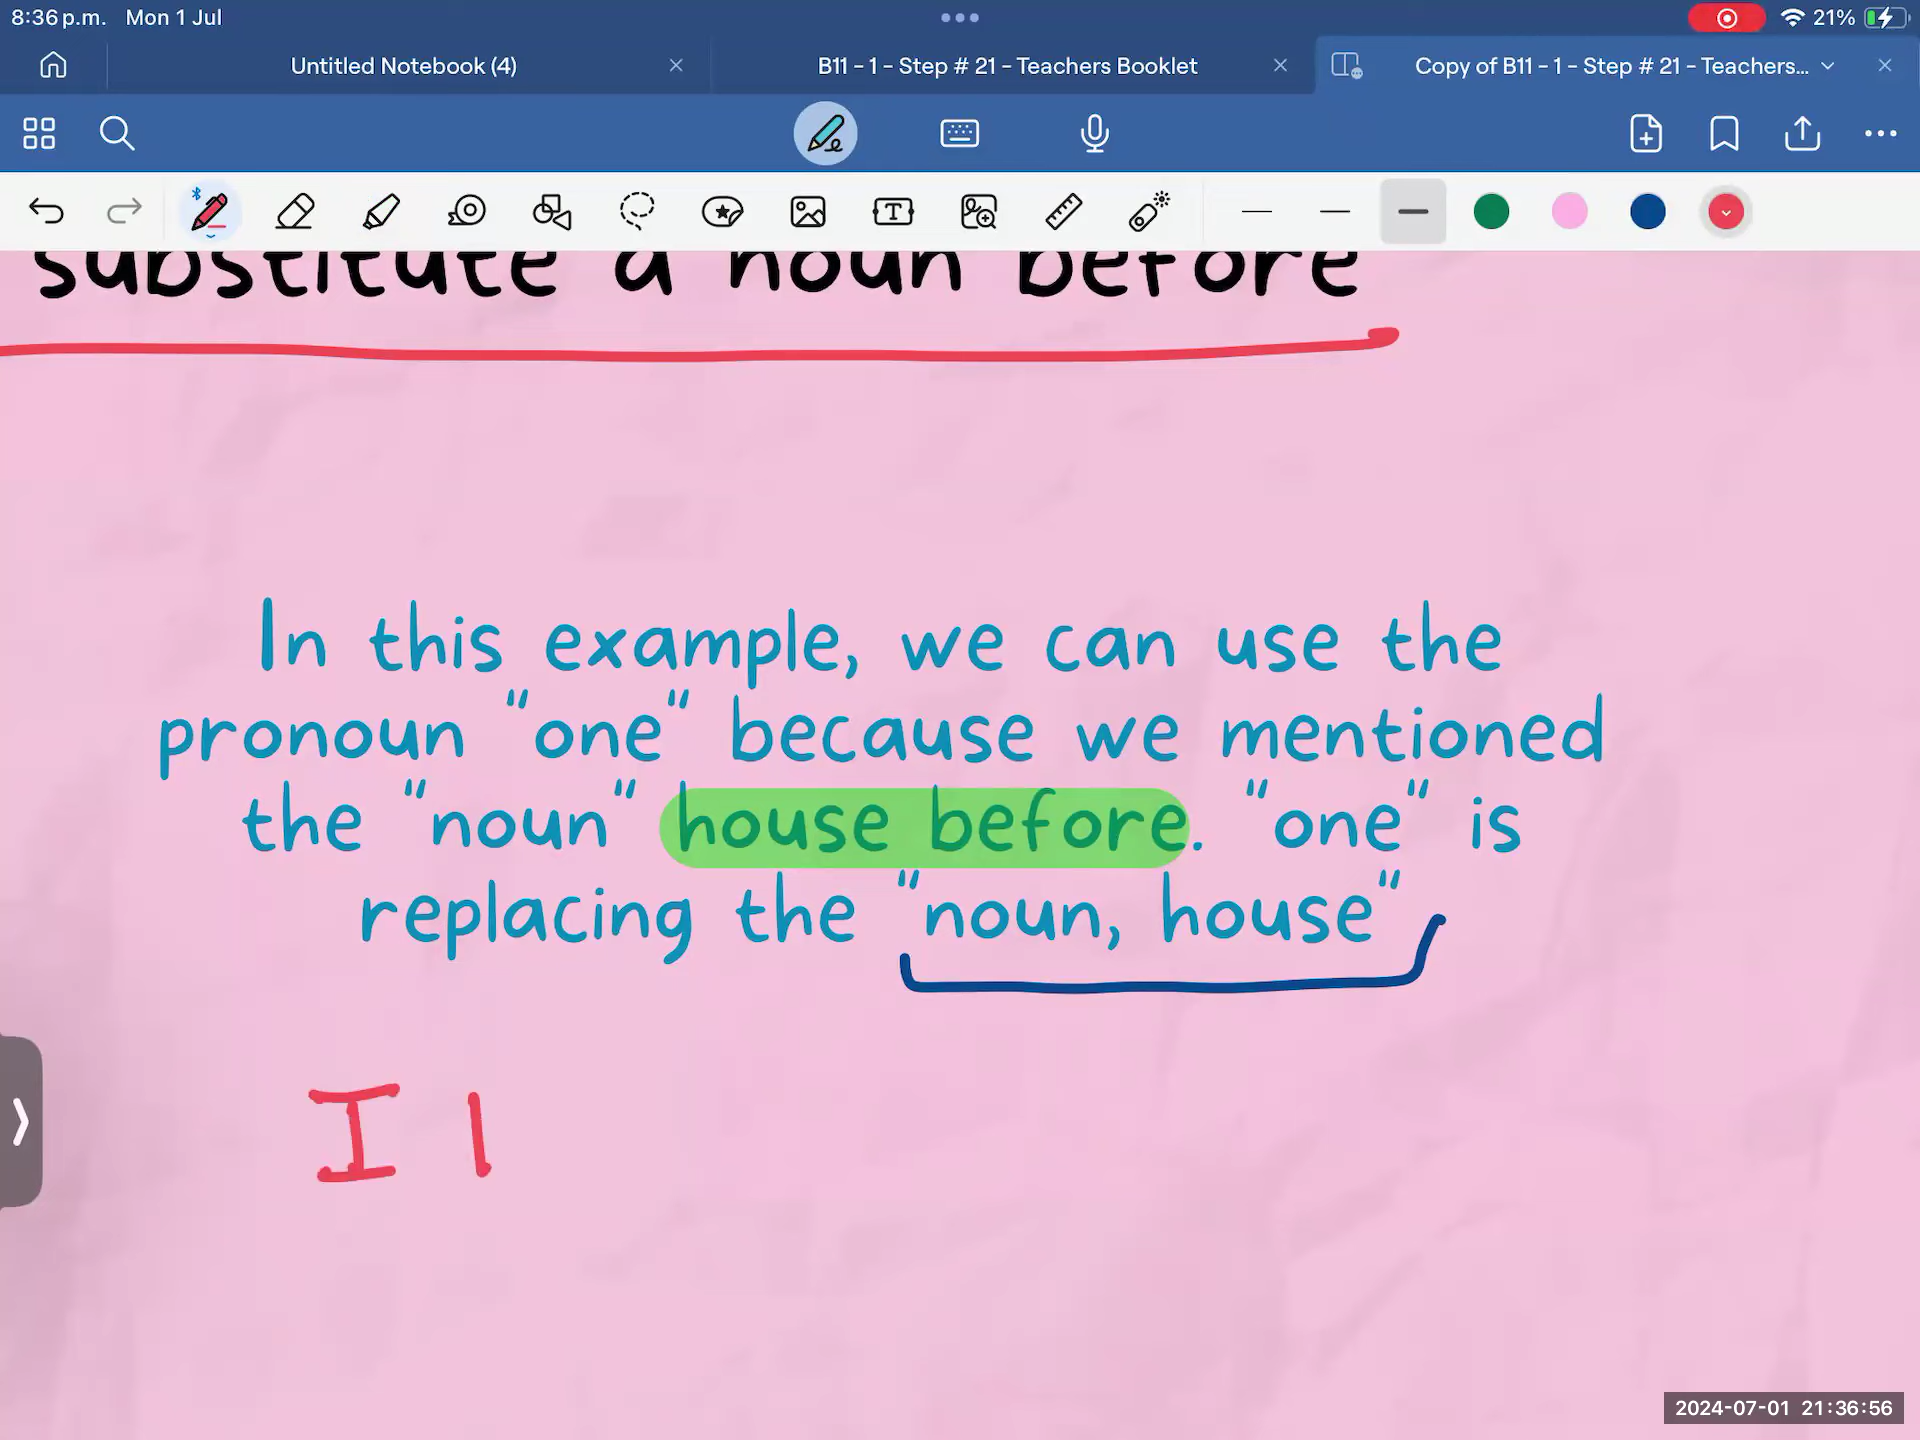 8:36 p.m. Mon 1 Jul
21%
Untitled Notebook (4)
B11 - 1 - Step # 21 - Teachers Booklet
Copy of B11 - 1 - Step # 21 - Teachers...
substitute a noun before
In this example, we can use the
pronoun "one" because we mentioned
the "noun" house before. "one" is
replacing the "noun, house"
I l
2024-07-01 21:36:56